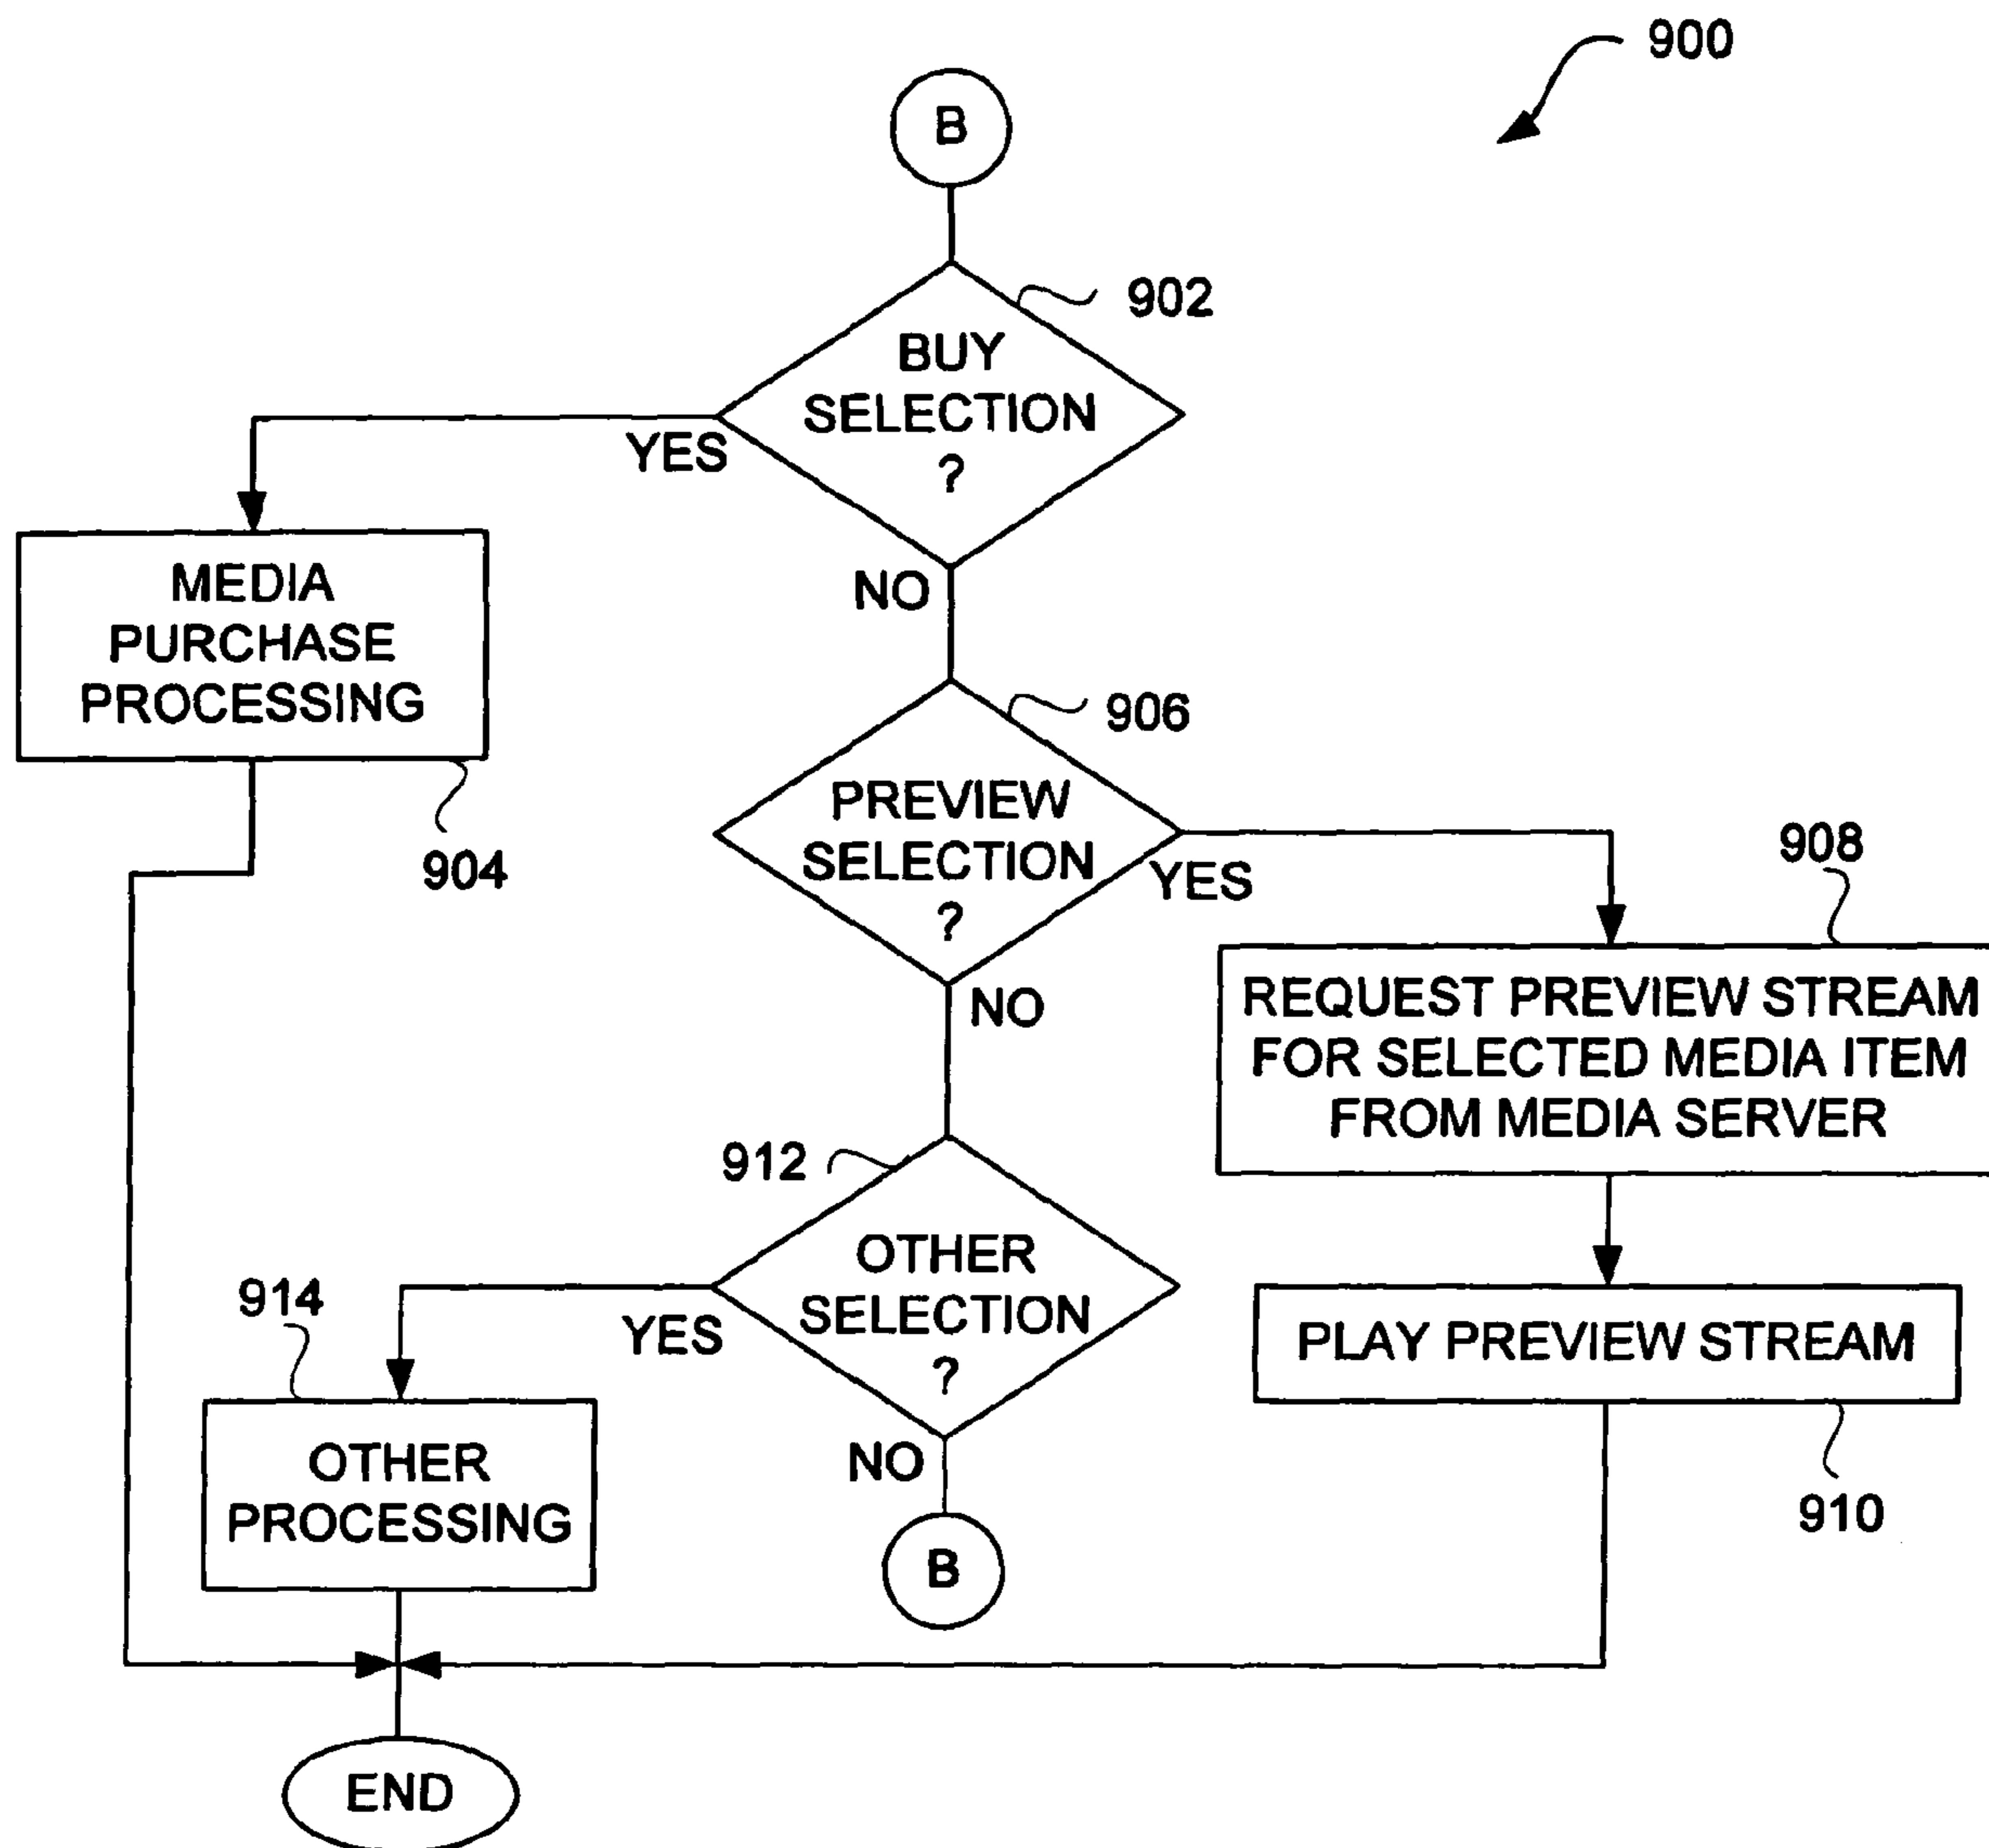 900
B
902
BUY
SELECTION
?
YES
NO
MEDIA
PURCHASE
PROCESSING
904
906
PREVIEW
SELECTION
?
YES
NO
908
REQUEST PREVIEW STREAM
FOR SELECTED MEDIA ITEM
FROM MEDIA SERVER
912
OTHER
SELECTION
?
YES
NO
914
OTHER
PROCESSING
PLAY PREVIEW STREAM
910
B
END